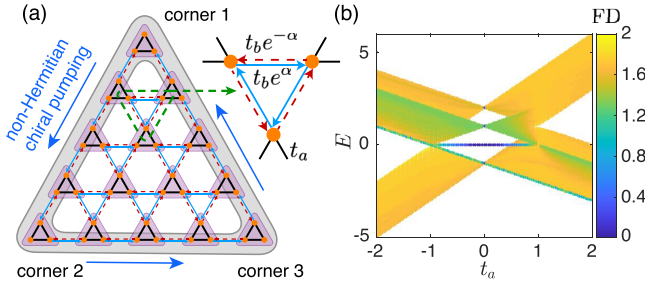 (a)
corner 1
non-Hermitian
chiral pumping
t_b e^{-α}
t_b e^{α}
t_a
corner 2
corner 3
(b)
FD
E
5
0
-5
-2
-1
0
1
2
t_a
2
1.6
1.2
0.8
0.4
0